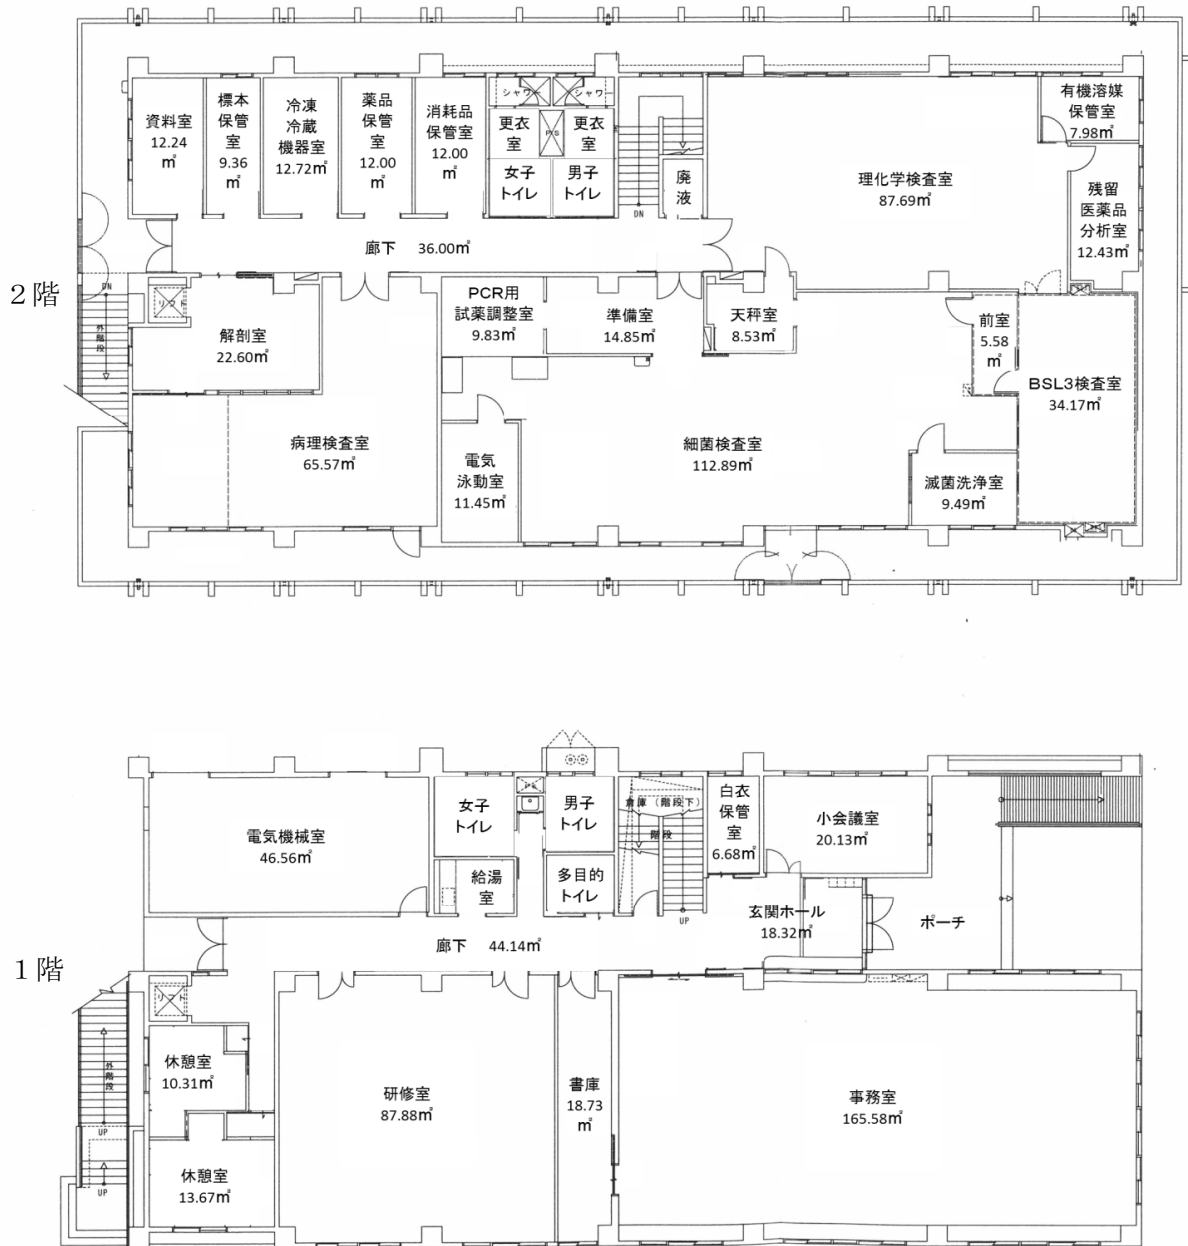 2階
資料室
12.24
㎡
標本
保管
室
9.36
㎡
冷凍
冷蔵
機器室
12.72㎡
薬品
保管
室
12.00
㎡
消耗品
保管室
12.00
㎡
シャワー
シャワー
更衣
室
P/S
更衣
室
女子
トイレ
男子
トイレ
DN
廃
液
理化学検査室
87.69㎡
有機溶媒
保管室
7.98㎡
残留
医薬品
分析室
12.43㎡
廊下 36.00㎡
DN
外階段
リフト
解剖室
22.60㎡
PCR用
試薬調整室
9.83㎡
準備室
14.85㎡
天秤室
8.53㎡
前室
5.58
㎡
BSL3検査室
34.17㎡
病理検査室
65.57㎡
電気
泳動室
11.45㎡
細菌検査室
112.89㎡
滅菌洗浄室
9.49㎡
1階
電気機械室
46.56㎡
女子
トイレ
男子
トイレ
給湯
室
多目的
トイレ
倉庫（階段下）
階段
UP
白衣
保管
室
6.68㎡
小会議室
20.13㎡
玄関ホール
18.32㎡
ポーチ
廊下 44.14㎡
リフト
外階段
UP
UP
休憩室
10.31㎡
休憩室
13.67㎡
研修室
87.88㎡
書庫
18.73
㎡
事務室
165.58㎡